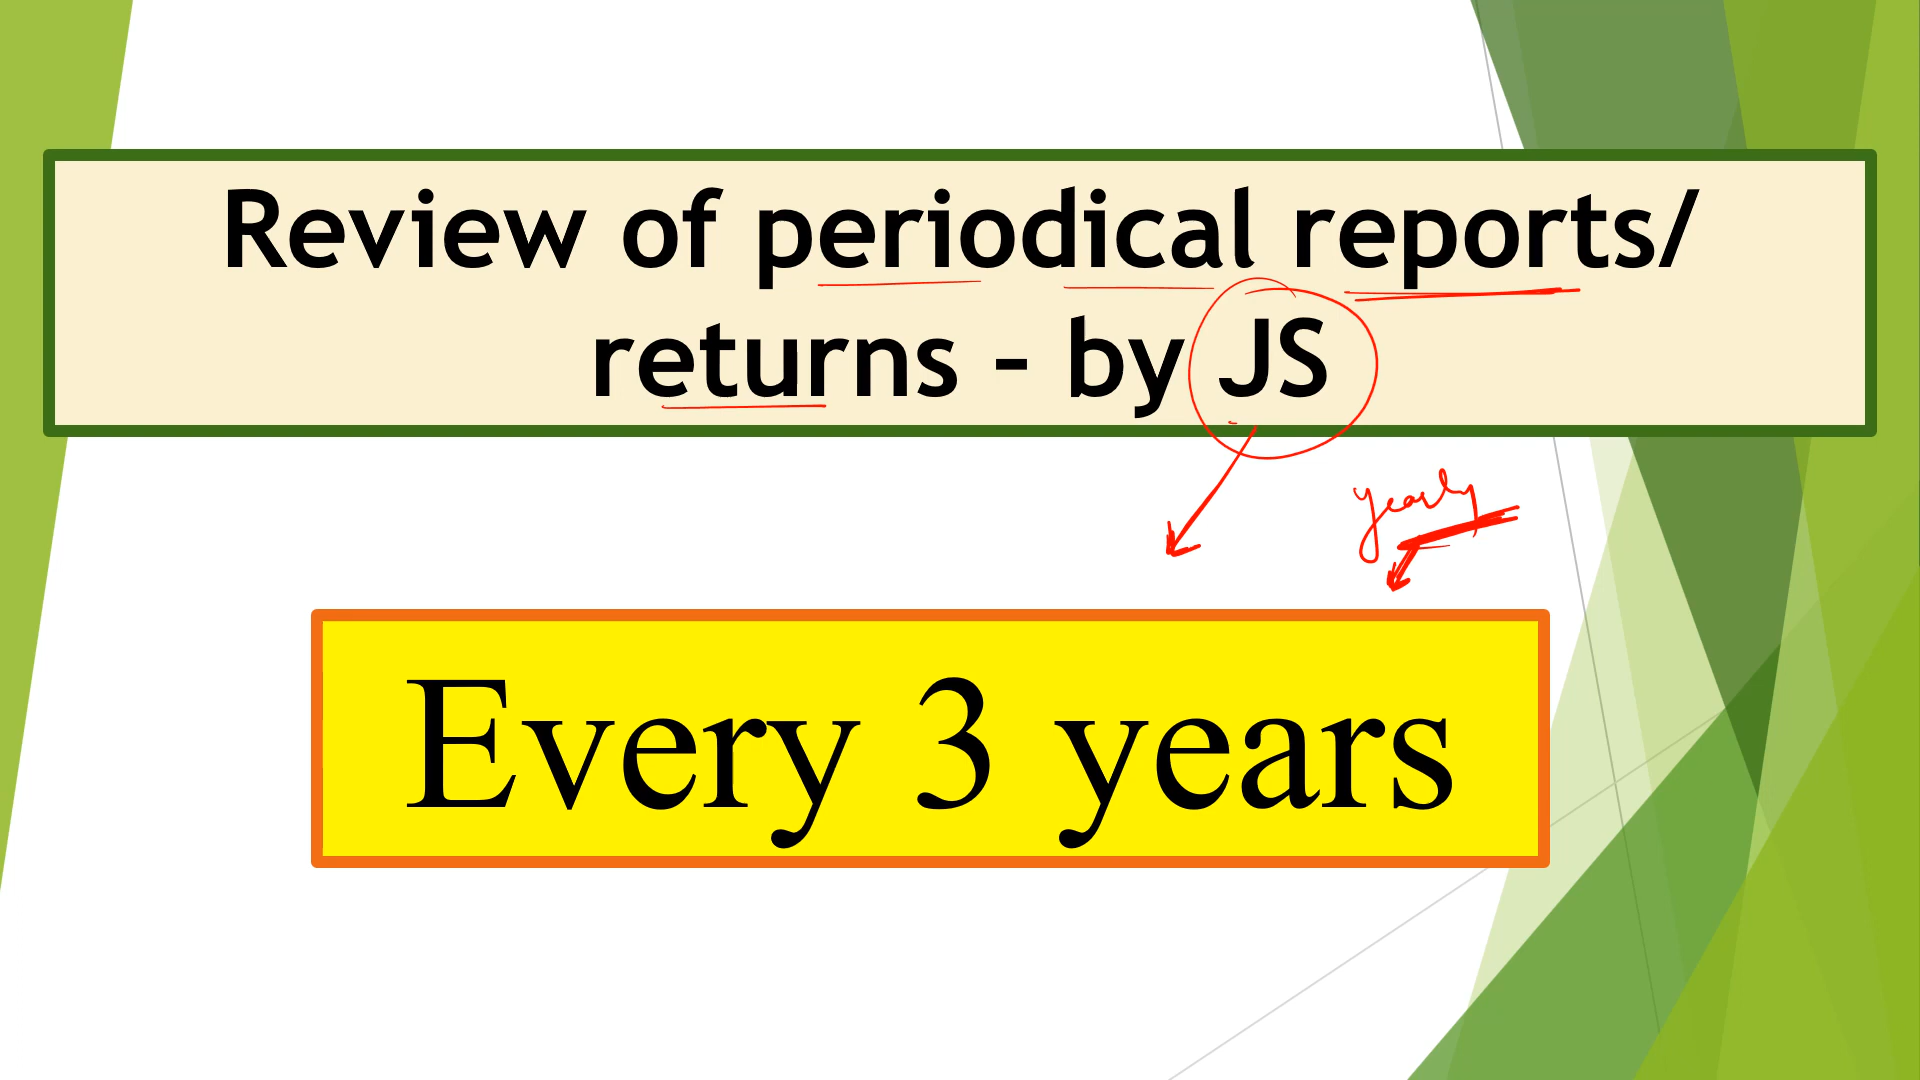 Review of periodical reports/
returns - by JS
yearly
Every 3 years